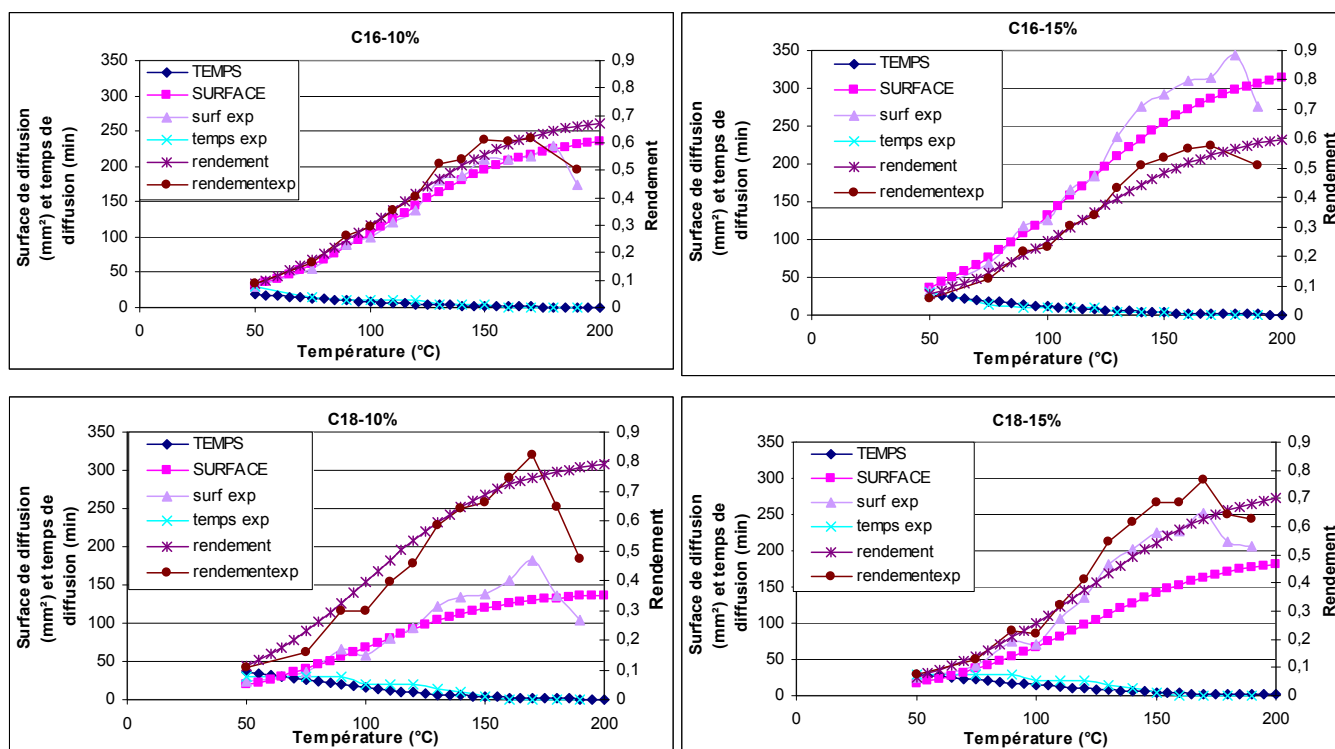 C16-10%
350
300
250
200
150
100
50
0
0,9
0,8
0,7
0,6
0,5
0,4
0,3
0,2
0,1
0
TEMPS
SURFACE
surf exp
temps exp
rendement
rendementexp
Surface de diffusion
(mm²) et temps de
diffusion (min)
Rendement
0 50 100 150 200
Température (°C)
C16-15%
350
300
250
200
150
100
50
0
0,9
0,8
0,7
0,6
0,5
0,4
0,3
0,2
0,1
0
TEMPS
SURFACE
surf exp
temps exp
rendement
rendementexp
Surface de diffusion
(mm²) et temps de
diffusion (min)
Rendement
0 50 100 150 200
Température (°C)
C18-10%
350
300
250
200
150
100
50
0
0,9
0,8
0,7
0,6
0,5
0,4
0,3
0,2
0,1
0
TEMPS
SURFACE
surf exp
temps exp
rendement
rendementexp
Surface de diffusion
(mm²) et temps de
diffusion (min)
Rendement
0 50 100 150 200
Température (°C)
C18-15%
350
300
250
200
150
100
50
0
0,9
0,8
0,7
0,6
0,5
0,4
0,3
0,2
0,1
0
TEMPS
SURFACE
surf exp
temps exp
rendement
rendementexp
Surface de diffusion
(mm²) et temps de
diffusion (min)
Rendement
0 50 100 150 200
Température (°C)